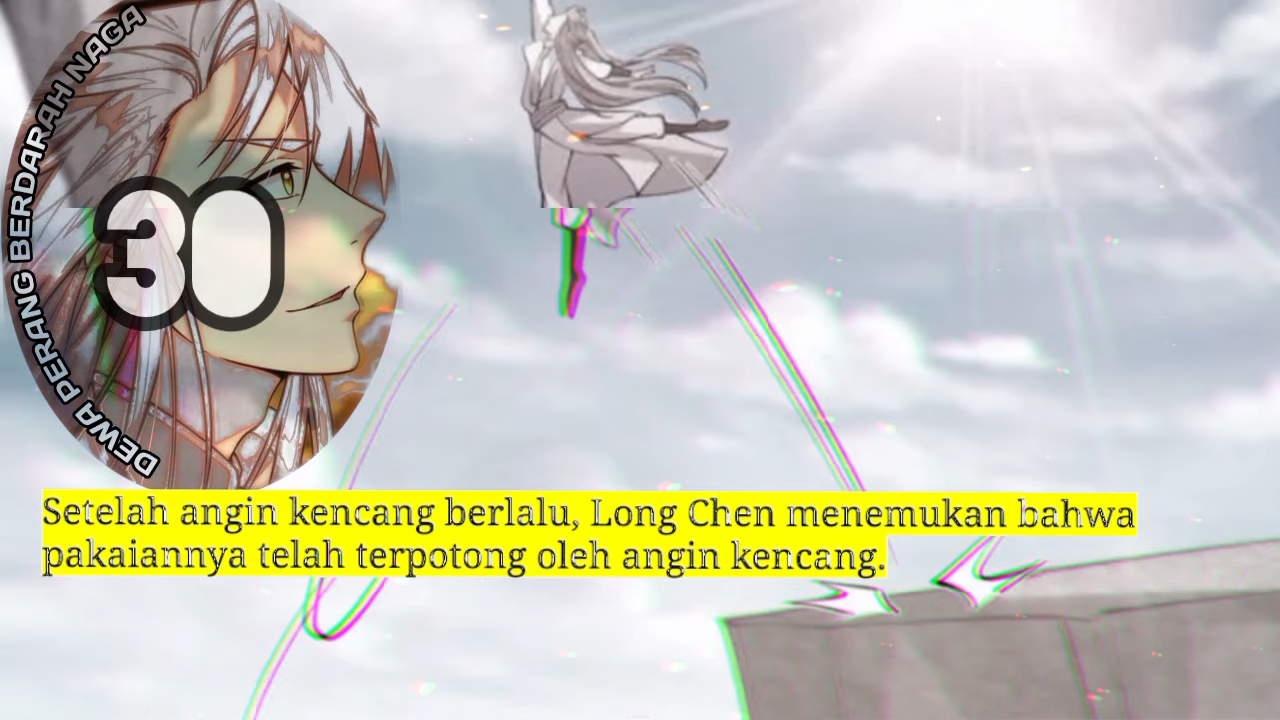 DEWA PERANG BERDARAH NAGA
30
Setelah angin kencang berlalu, Long Chen menemukan bahwa
pakaiannya telah terpotong oleh angin kencang.